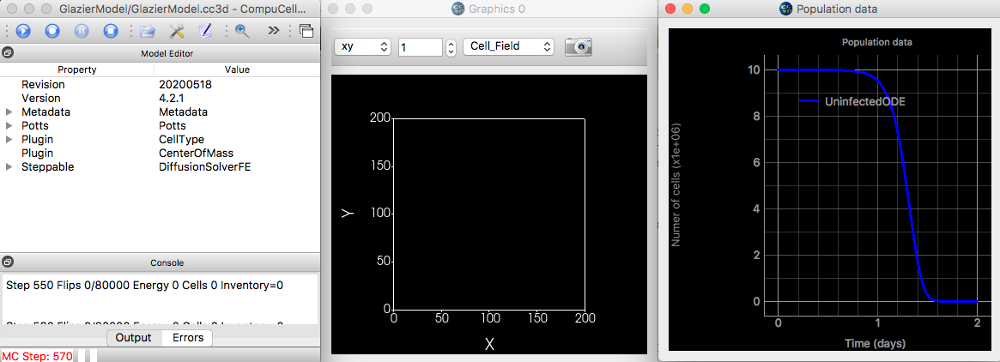 GlazierModel/GlazierModel.cc3d - CompuCell...
Model Editor
Property Value
Revision 20200518
Version 4.2.1
Metadata Metadata
Potts Potts
Plugin CellType
Plugin CenterOfMass
Steppable DiffusionSolverFE
Console
Step 550 Flips 0/80000 Energy 0 Cells 0 Inventory=0
Output Errors
MC Step: 570
Graphics 0
xy 1 Cell_Field
200
150
Y 100
50
0
0 50 100 150 200
X
Population data
Population data
10
UninfectedODE
8
6
4
2
0
Numer of cells (x1e+06)
0 1 2
Time (days)